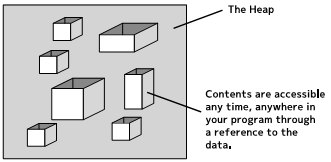 The Heap
Contents are accessible
any time, anywhere in
your program through
a reference to the
data.